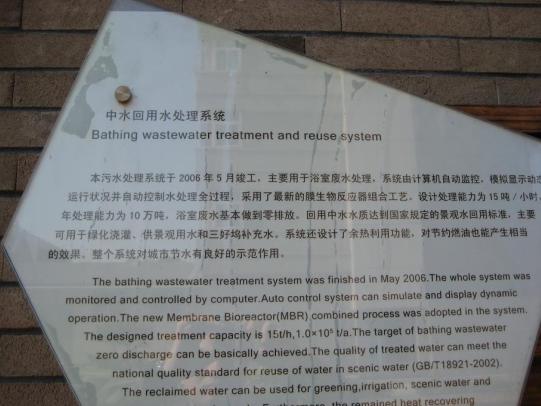 中水回用水处理系统
Bathing wastewater treatment and reuse system
本污水处理系统于 2006 年 5 月竣工，主要用于浴室废水处理，系统由计算机自动监控，模拟显示动态
运行状况并自动控制水处理全过程，采用了最新的膜生物反应器组合工艺。设计处理能力为 15 吨 / 小时，
年处理能力为 10 万吨，浴室废水基本做到零排放。回用中水水质达到国家规定的景观水回用标准，主要
可用于绿化浇灌、供景观用水和三好坞补充水。系统还设计了余热利用功能，对节约燃油也能产生相当
的效果。整个系统对城市节水有良好的示范作用。
The bathing wastewater treatment system was finished in May 2006.The whole system was
monitored and controlled by computer.Auto control system can simulate and display dynamic
operation.The new Membrane Bioreactor(MBR) combined process was adopted in the system.
The designed treatment capacity is 15t/h,1.0×10⁵ t/a.The target of bathing wastewater
zero discharge can be basically achieved.The quality of treated water can meet the
national quality standard for reuse of water in scenic water (GB/T18921-2002).
The reclaimed water can be used for greening,irrigation, scenic water and
the remained heat recovering